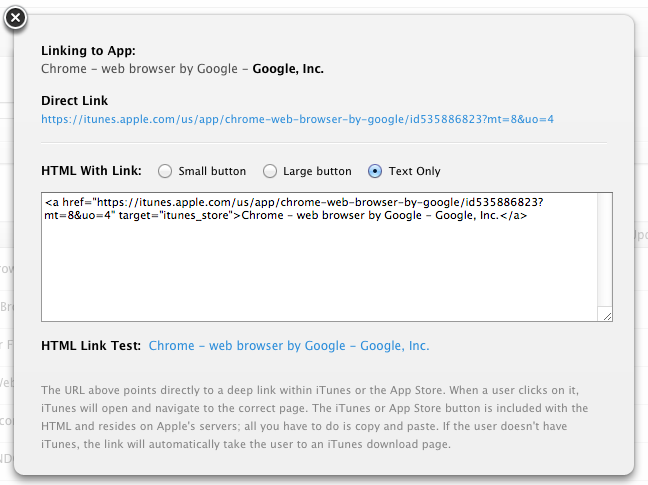 Linking to App:
Chrome – web browser by Google – Google, Inc.
Direct Link
https://itunes.apple.com/us/app/chrome-web-browser-by-google/id535886823?mt=8&uo=4
HTML With Link: Small button Large button Text Only
<a href="https://itunes.apple.com/us/app/chrome-web-browser-by-google/id535886823?
mt=8&uo=4" target="itunes_store">Chrome – web browser by Google – Google, Inc.</a>
HTML Link Test: Chrome – web browser by Google – Google, Inc.
The URL above points directly to a deep link within iTunes or the App Store. When a user clicks on it,
iTunes will open and navigate to the correct page. The iTunes or App Store button is included with the
HTML and resides on Apple's servers; all you have to do is copy and paste. If the user doesn't have
iTunes, the link will automatically take the user to an iTunes download page.